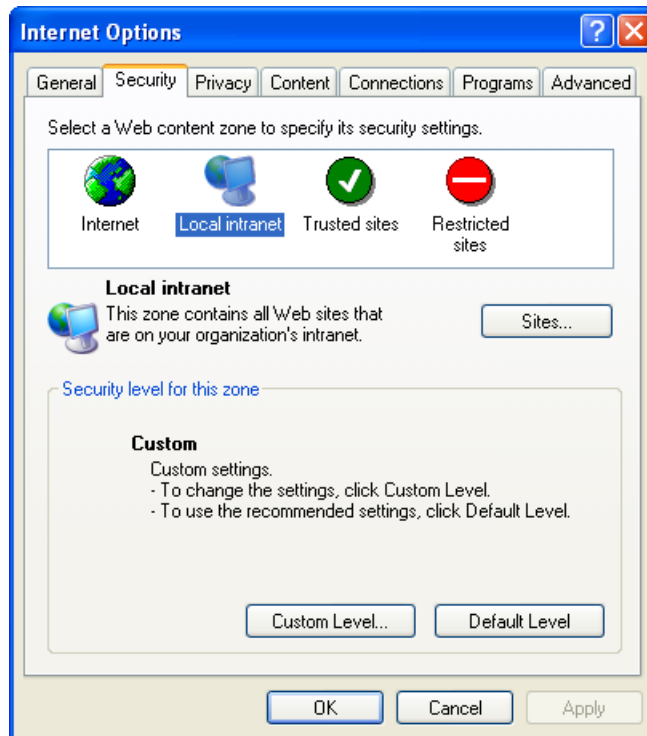 Internet Options
General Security Privacy Content Connections Programs Advanced
Select a Web content zone to specify its security settings.
Internet Local intranet Trusted sites Restricted
sites
Local intranet
This zone contains all Web sites that
are on your organization's intranet.
Sites...
Security level for this zone
Custom
Custom settings.
- To change the settings, click Custom Level.
- To use the recommended settings, click Default Level.
Custom Level... Default Level
OK Cancel Apply